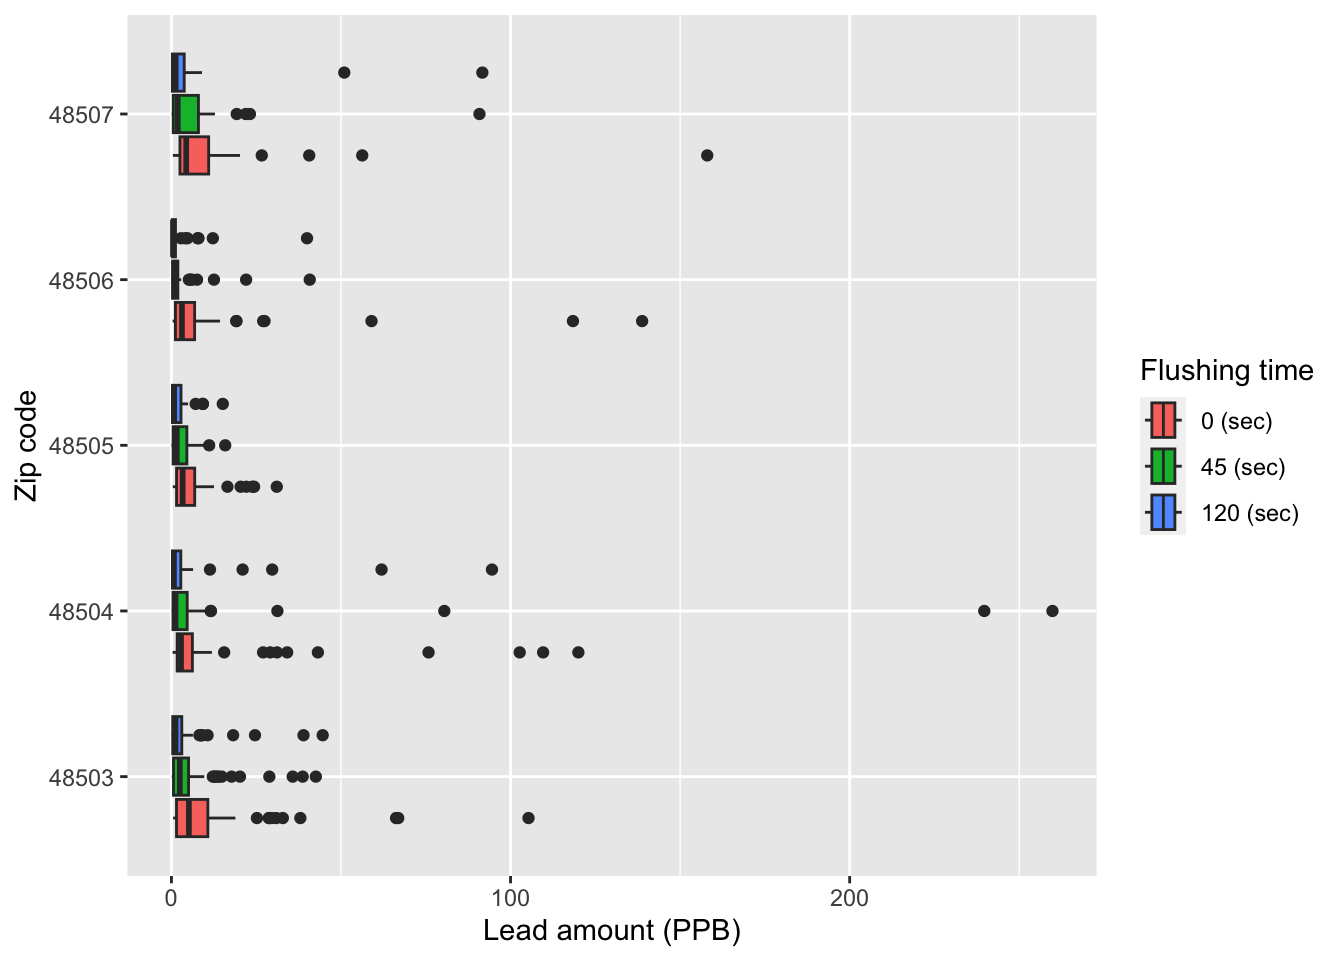 48507
48506
48505
48504
48503
Zip code
0
100
200
Lead amount (PPB)
Flushing time
0 (sec)
45 (sec)
120 (sec)